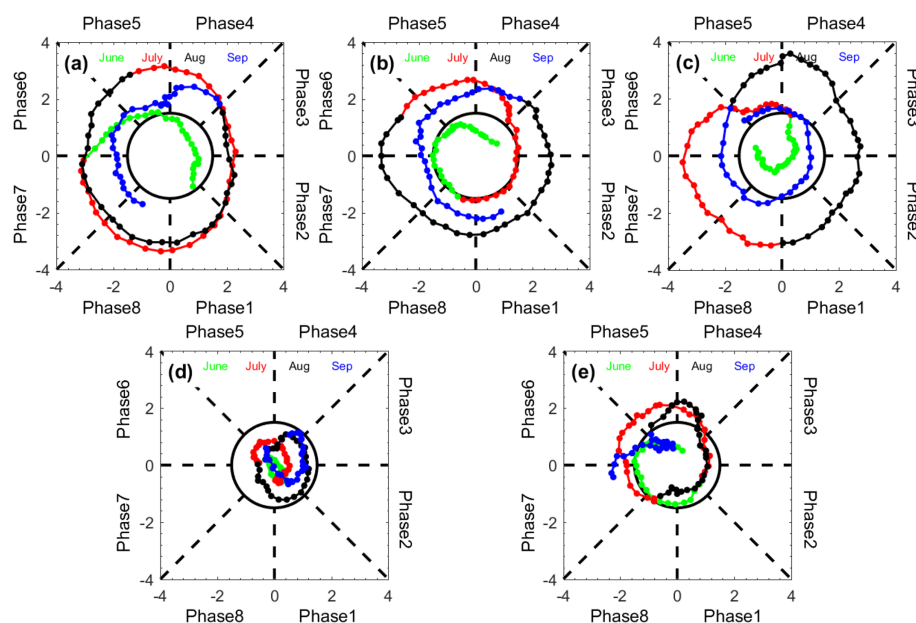 Phase5 Phase4 Phase5 Phase4 Phase5 Phase4
(a) June July Aug Sep
(b) June July Aug Sep
(c) June July Aug Sep
Phase6 Phase3 Phase6 Phase3 Phase6 Phase3
Phase7 Phase2 Phase7 Phase2 Phase7 Phase2
4 2 0 -2 -4
4 2 0 -2 -4
4 2 0 -2 -4
-4 -2 0 2 4 -4 -2 0 2 4 -4 -2 0 2 4
Phase8 Phase1 Phase8 Phase1 Phase8 Phase1
Phase5 Phase4 Phase5 Phase4
(d) June July Aug Sep
(e) June July Aug Sep
Phase6 Phase3 Phase6 Phase3
Phase7 Phase2 Phase7 Phase2
4 2 0 -2 -4
4 2 0 -2 -4
-4 -2 0 2 4 -4 -2 0 2 4
Phase8 Phase1 Phase8 Phase1